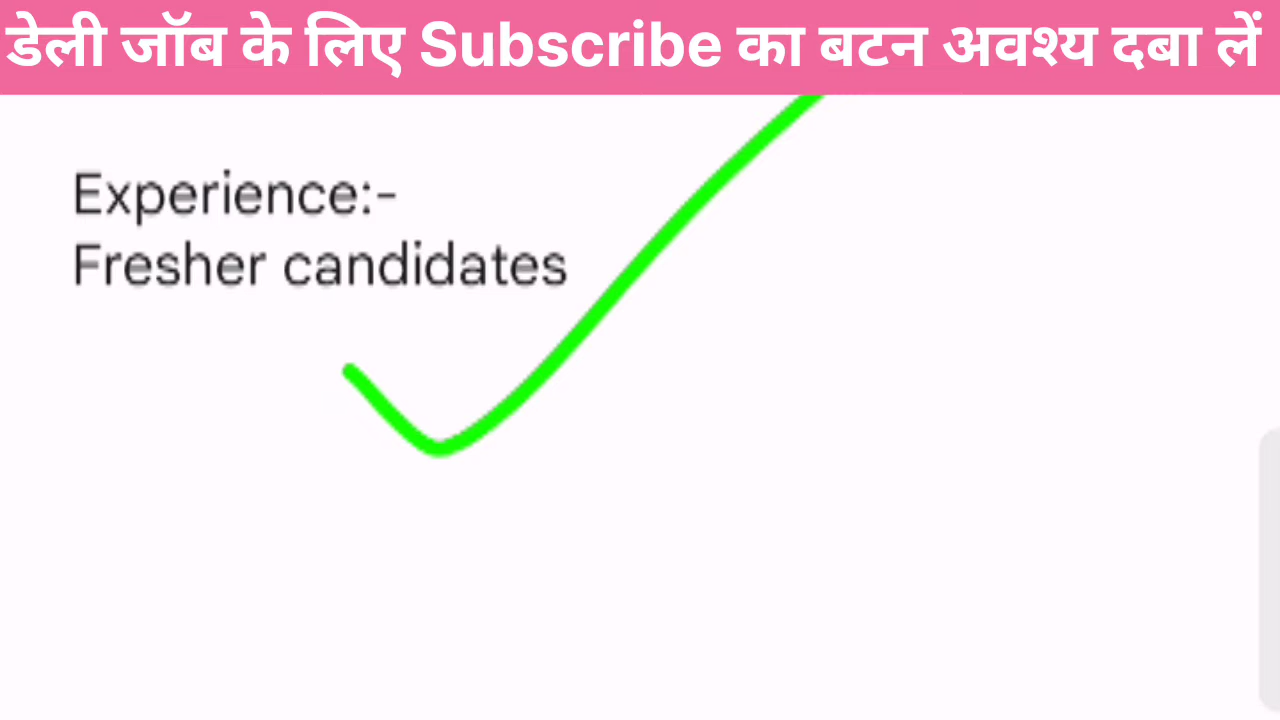 डेली जॉब के लिए Subscribe का बटन अवश्य दबा लें
Experience:-
Fresher candidates